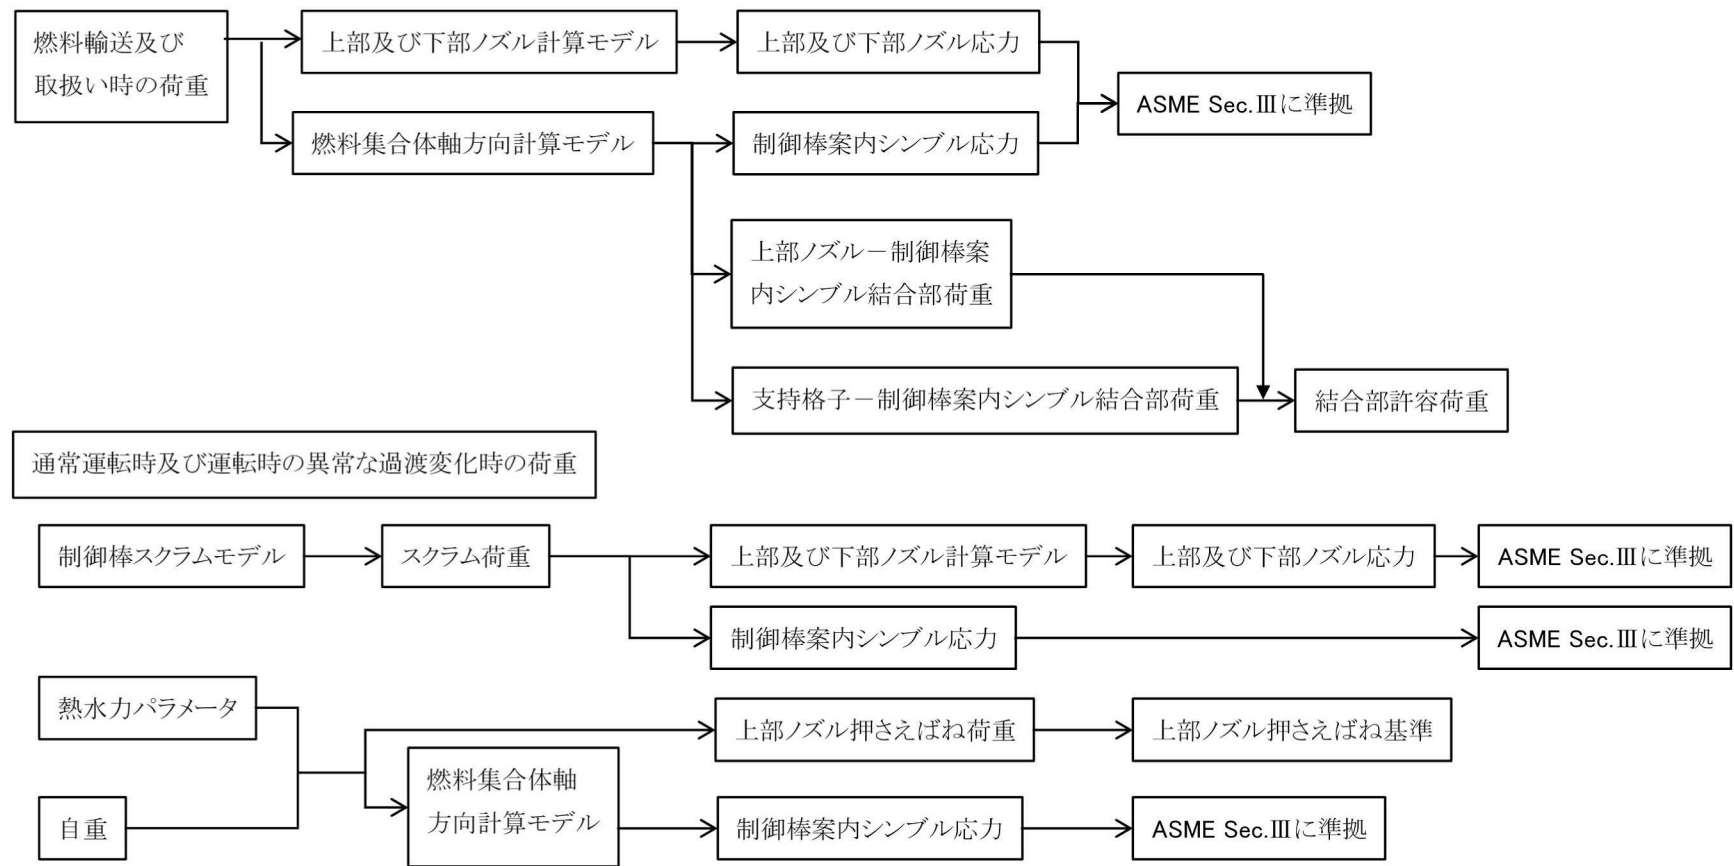 燃料輸送及び
取扱い時の荷重
上部及び下部ノズル計算モデル
上部及び下部ノズル応力
ASME Sec.Ⅲに準拠
燃料集合体軸方向計算モデル
制御棒案内シンブル応力
上部ノズル－制御棒案
内シンブル結合部荷重
支持格子－制御棒案内シンブル結合部荷重
結合部許容荷重
通常運転時及び運転時の異常な過渡変化時の荷重
制御棒スクラムモデル
スクラム荷重
上部及び下部ノズル計算モデル
上部及び下部ノズル応力
ASME Sec.Ⅲに準拠
制御棒案内シンブル応力
ASME Sec.Ⅲに準拠
熱水力パラメータ
上部ノズル押さえばね荷重
上部ノズル押さえばね基準
自重
燃料集合体軸
方向計算モデル
制御棒案内シンブル応力
ASME Sec.Ⅲに準拠